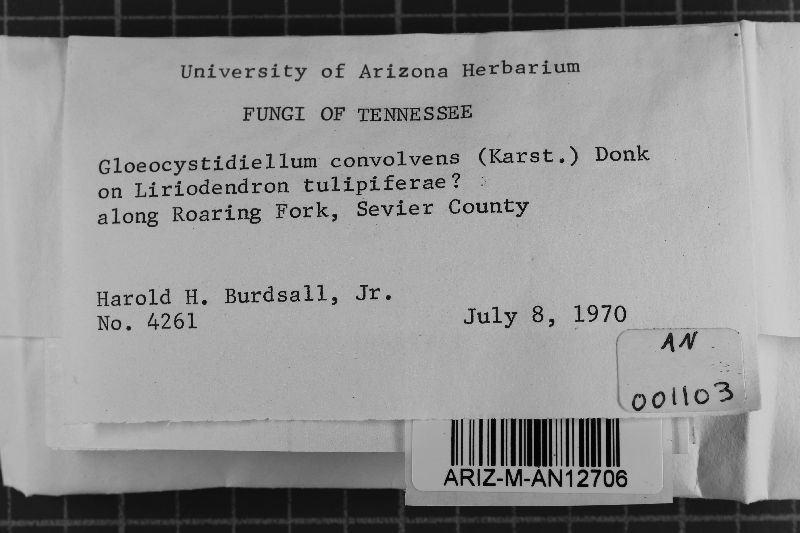 University of Arizona Herbarium
FUNGI OF TENNESSEE
Gloeocystidiellum convolvens (Karst.) Donk
on Liriodendron tulipiferae?
along Roaring Fork, Sevier County
Harold H. Burdsall, Jr.
No. 4261
July 8, 1970
AN
001103
ARIZ-M-AN12706